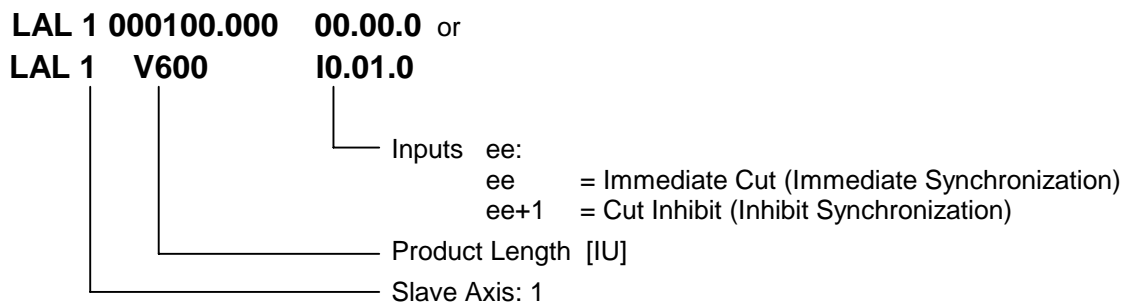 LAL 1 000100.000 00.00.0 or
LAL 1 V600 I0.01.0
Inputs ee:
ee = Immediate Cut (Immediate Synchronization)
ee+1 = Cut Inhibit (Inhibit Synchronization)
Product Length [IU]
Slave Axis: 1